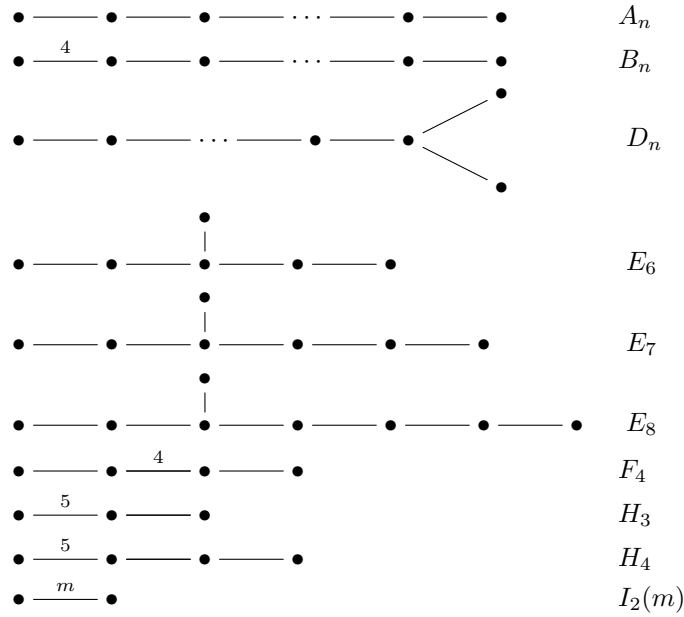 ··· A_n
4 ··· B_n
··· D_n
E_6
E_7
E_8
4 F_4
5 H_3
5 H_4
m I_2(m)